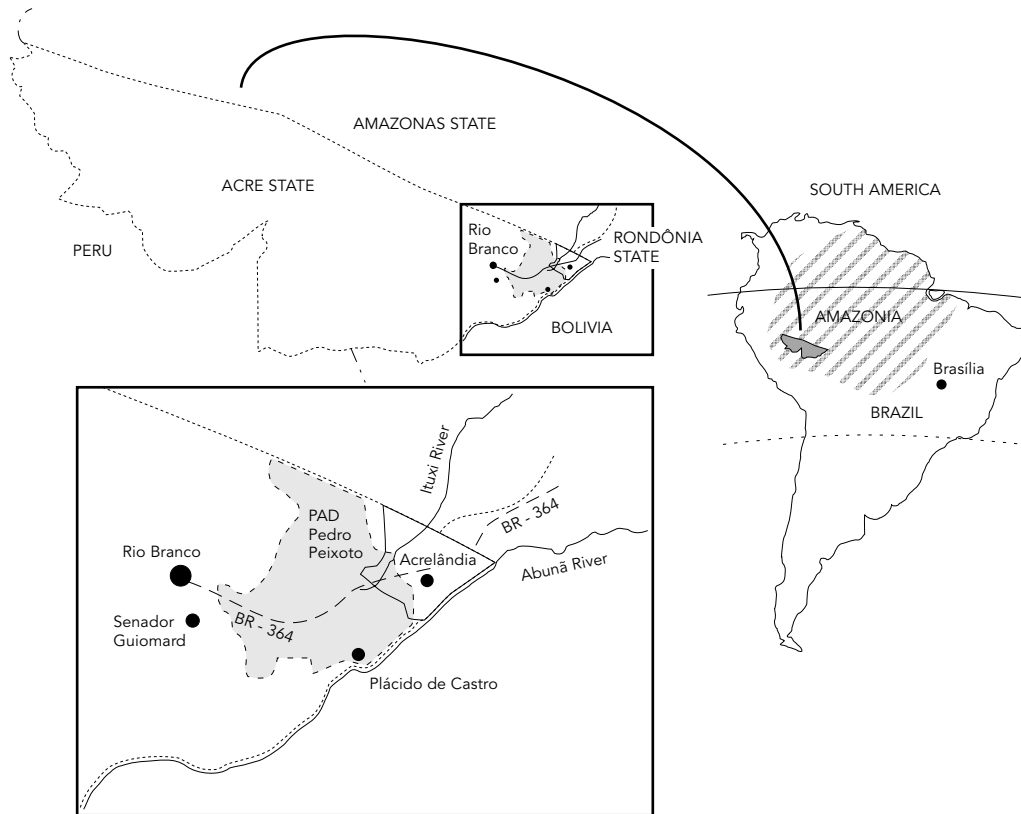 AMAZONAS STATE
ACRE STATE
PERU
Rio
Branco
RONDÔNIA
STATE
BOLIVIA
SOUTH AMERICA
AMAZONIA
Brasília
BRAZIL
Ituxi River
PAD
Pedro
Peixoto
BR - 364
Rio Branco
Acrelândia
Abunã River
Senador
Guiomard
BR - 364
Plácido de Castro